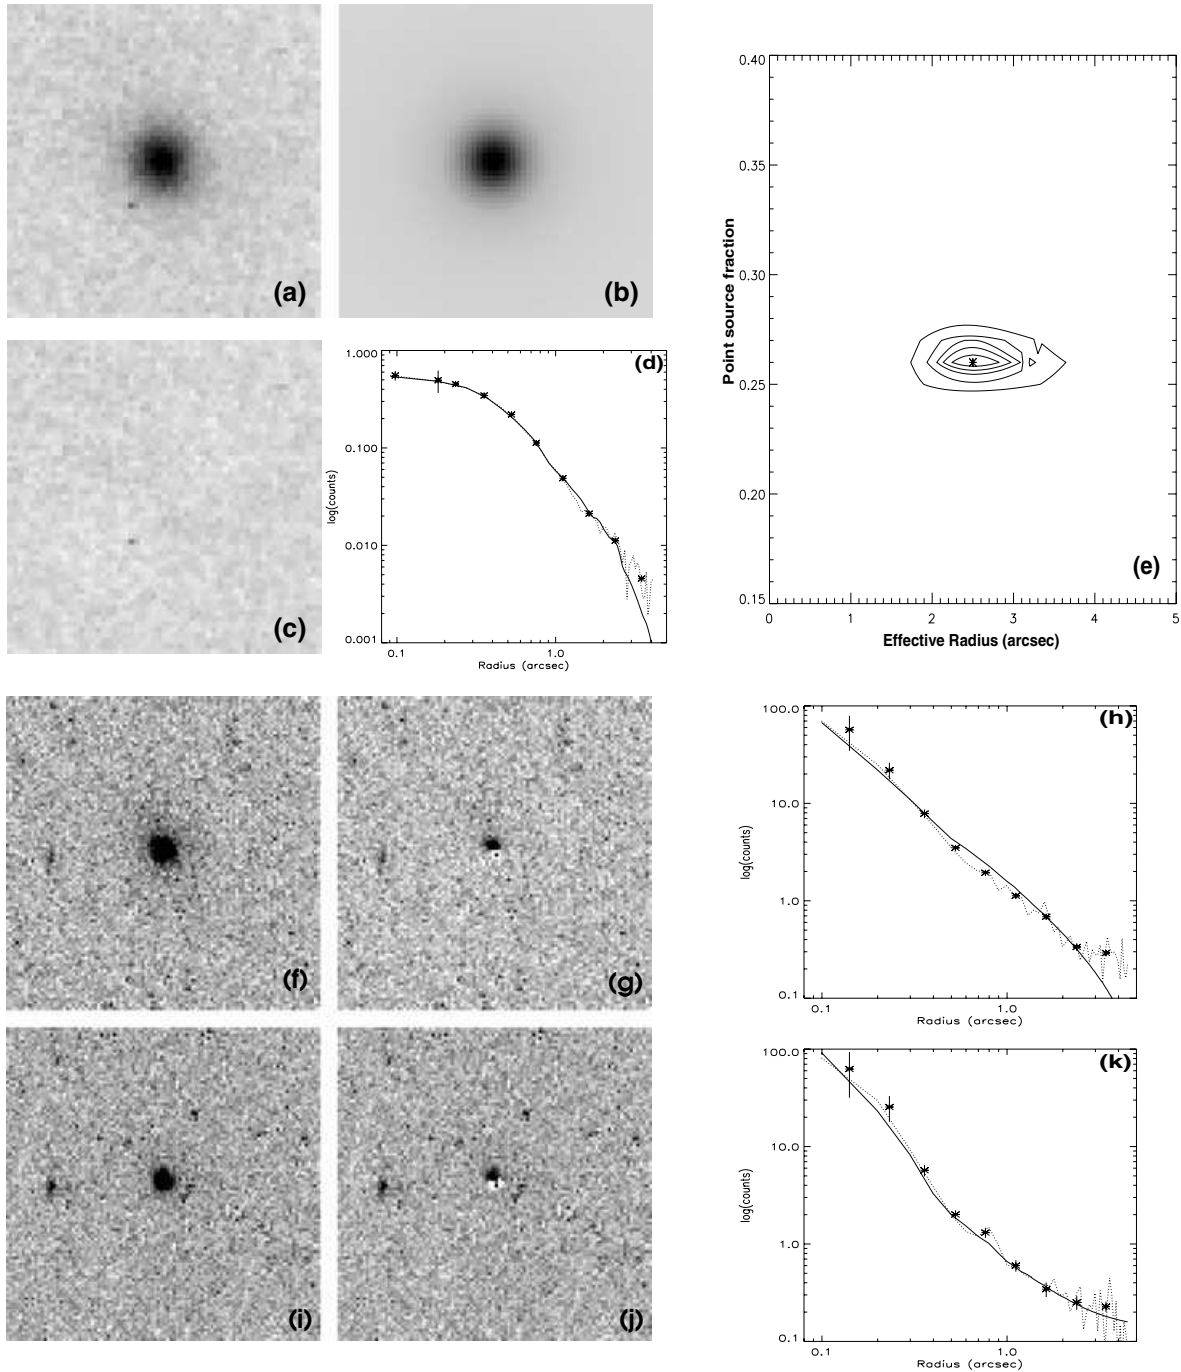 (a)
(b)
(c)
1.000
0.100
0.010
0.001
log(counts)
0.1
1.0
Radius (arcsec)
(d)
0.40
0.35
0.30
0.25
0.20
0.15
Point source fraction
0
1
2
3
4
5
Effective Radius (arcsec)
(e)
(f)
(g)
100.0
10.0
1.0
0.1
log(counts)
0.1
1.0
Radius (arcsec)
(h)
(i)
(j)
100.0
10.0
1.0
0.1
log(counts)
0.1
1.0
Radius (arcsec)
(k)